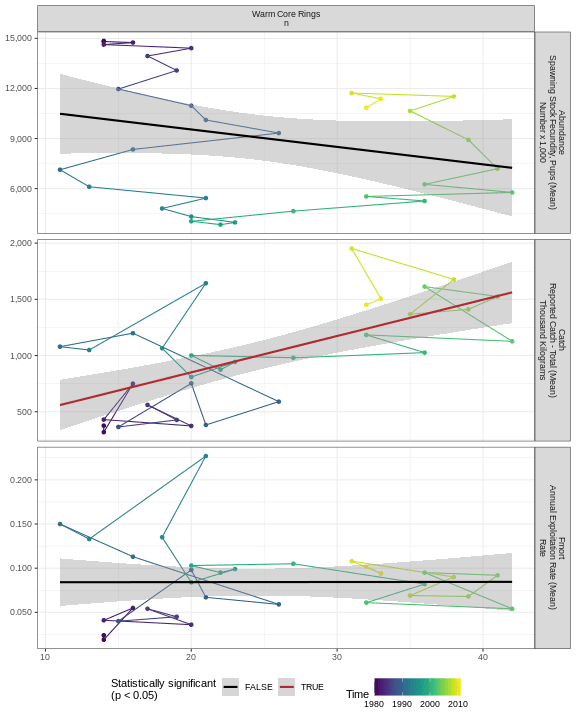 Warm Core Rings
n
15,000
12,000
9,000
6,000
Abundance
Spawning Stock Fecundity, Pups (Mean)
Number x 1,000
2,000
1,500
1,000
500
Catch
Reported Catch - Total (Mean)
Thousand Kilograms
0.200
0.150
0.100
0.050
Fmort
Annual Exploitation Rate (Mean)
Rate
10 20 30 40
Statistically significant
(p < 0.05)
FALSE TRUE
Time
1980 1990 2000 2010